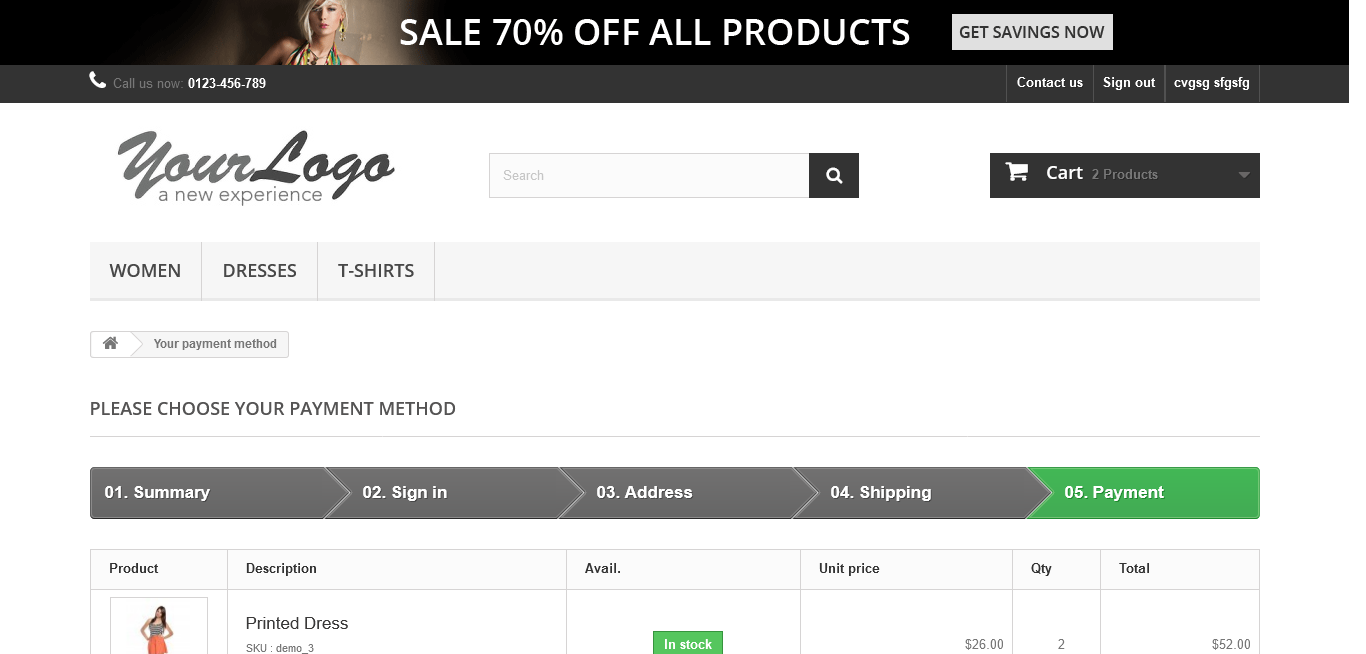 SALE 70% OFF ALL PRODUCTS GET SAVINGS NOW
Call us now: 0123-456-789 Contact us Sign out cvgsg sfgsfg
YourLogo
a new experience
Search
Cart 2 Products
WOMEN DRESSES T-SHIRTS
Your payment method
PLEASE CHOOSE YOUR PAYMENT METHOD
01. Summary 02. Sign in 03. Address 04. Shipping 05. Payment
Product Description Avail. Unit price Qty Total
Printed Dress
SKU : demo_3
In stock $26.00 2 $52.00